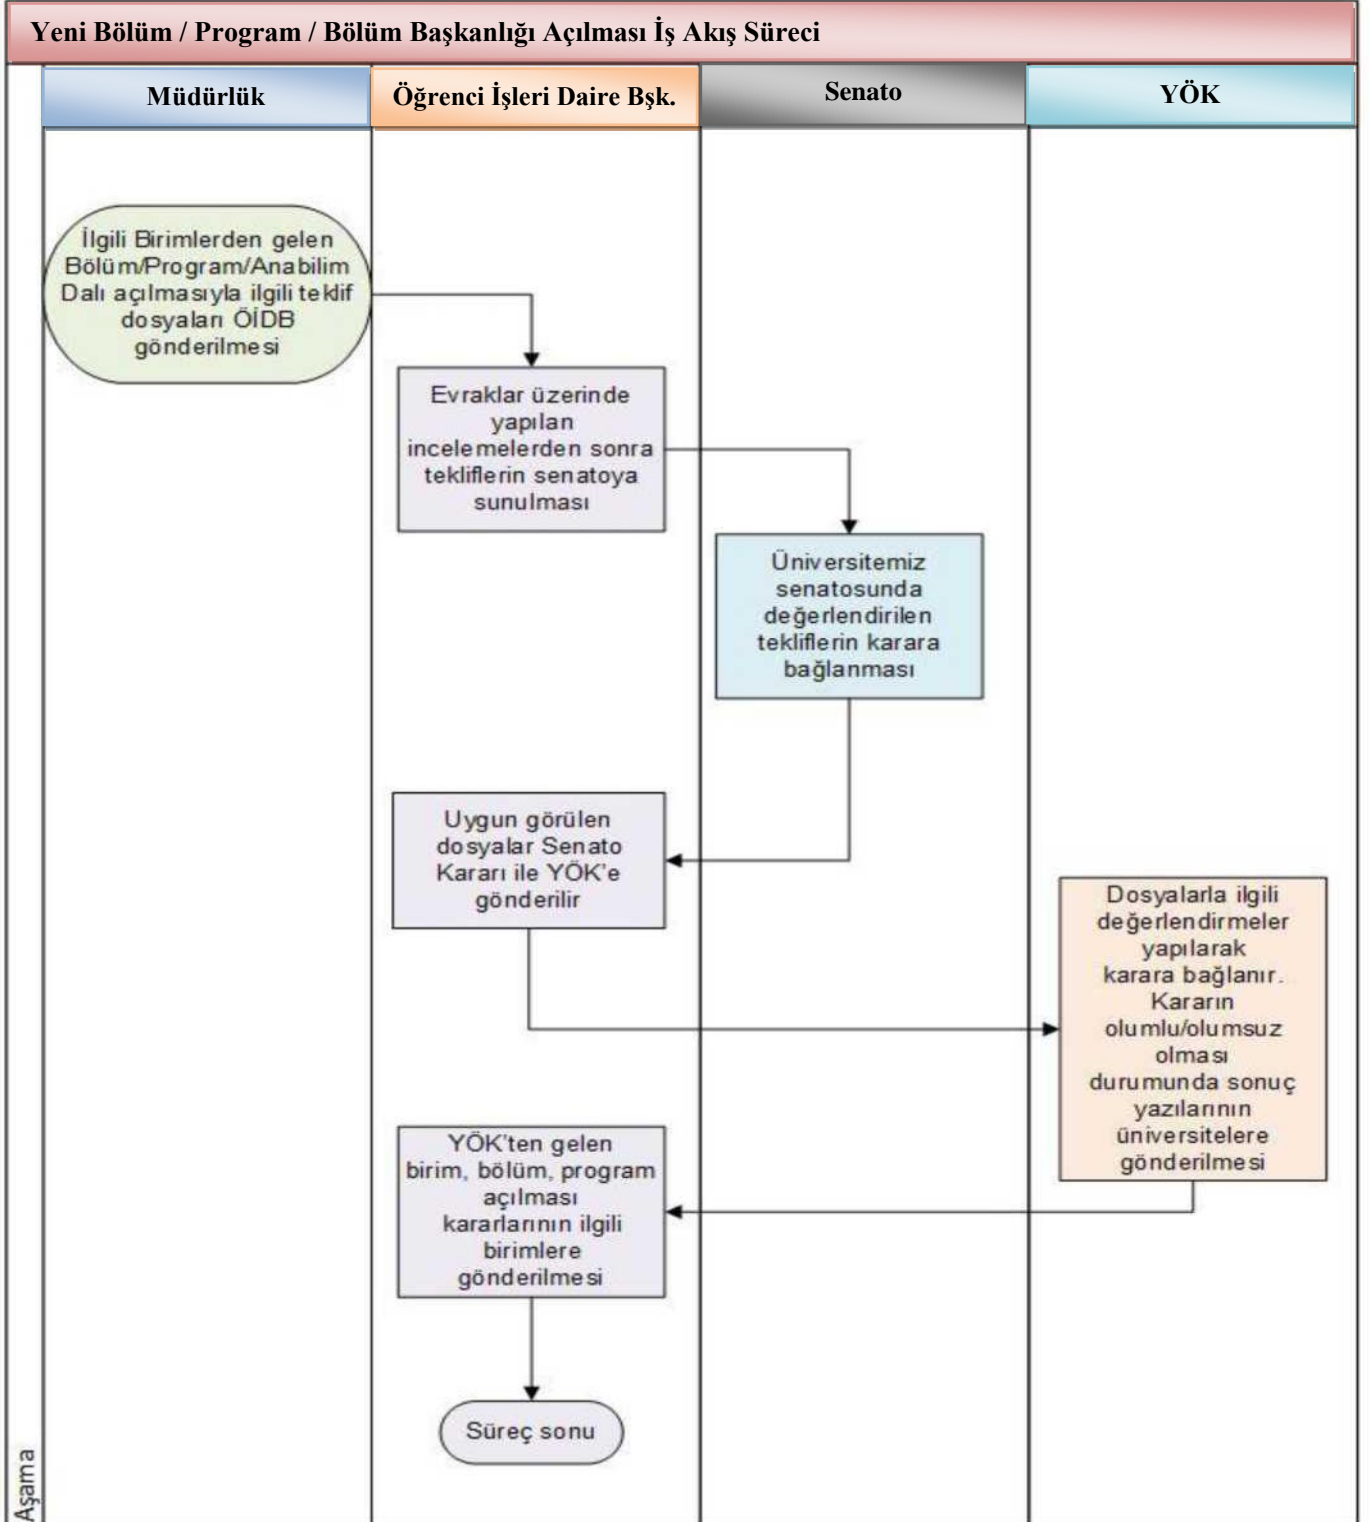 Yeni Bölüm / Program / Bölüm Başkanlığı Açılması İş Akış Süreci
Müdürlük
Öğrenci İşleri Daire Bşk.
Senato
YÖK
İlgili Birimlerden gelen
Bölüm/Program/Anabilim
Dalı açılmasıyla ilgili teklif
dosyaları ÖİDB
gönderilmesi
Evraklar üzerinde
yapılan
incelemelerden sonra
tekliflerin senatoya
sunulması
Üniversitemiz
senatosunda
değerlendirilen
tekliflerin karara
bağlanması
Uygun görülen
dosyalar Senato
Kararı ile YÖK'e
gönderilir
Dosyalarla ilgili
değerlendirmeler
yapılarak
karara bağlanır.
Kararın
olumlu/olumsuz
olması
durumunda sonuç
yazılarının
üniversitelere
gönderilmesi
YÖK'ten gelen
birim, bölüm, program
açılması
kararlarının ilgili
birimlere
gönderilmesi
Süreç sonu
Aşama